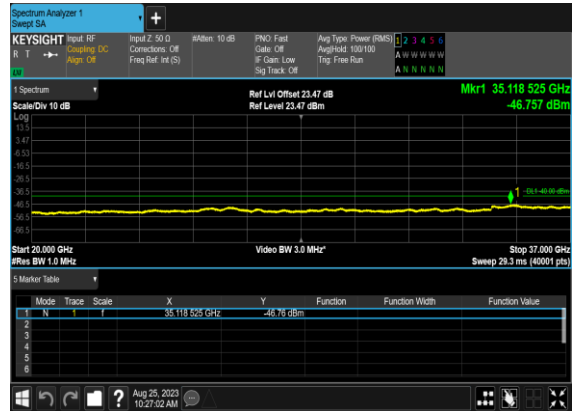 Spectrum Analyzer 1
Swept SA
+
KEYSIGHT Input: RF Input Z: 50 Ω #Atten: 10 dB PNO: Fast Avg Type: Power (RMS) 1 2 3 4 5 6
R T Coupling: DC Corrections: Off Gate: Off Avg|Hold: 100/100 A W W W W W
Align: Off Freq Ref: Int (S) IF Gain: Low Trig: Free Run
Sig Track: Off A N N N N N
1 Spectrum Ref Lvl Offset 23.47 dB Mkr1 35.118 525 GHz
Scale/Div 10 dB Ref Level 23.47 dBm -46.757 dBm
Log
13.5
3.47
-6.53
-16.5
-26.5
-36.5 1 DL1 -40.00 dBm
-46.5
-56.5
-66.5
Start 20.000 GHz Video BW 3.0 MHz* Stop 37.000 GHz
#Res BW 1.0 MHz Sweep 29.3 ms (40001 pts)
5 Marker Table
Mode Trace Scale X Y Function Function Width Function Value
1 N 1 f 35.118 525 GHz -46.76 dBm
2
3
4
5
6
? Aug 25, 2023
10:27:02 AM